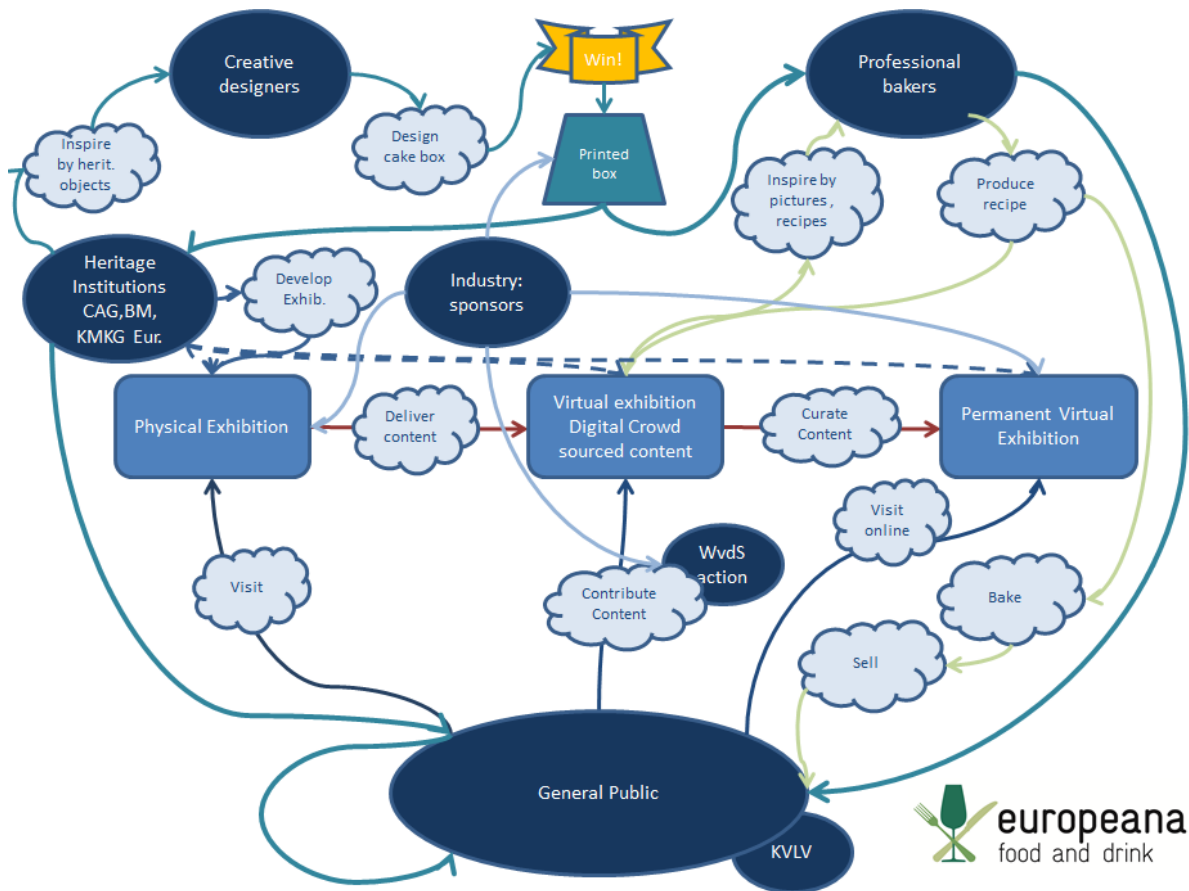 Creative
designers
Win!
Professional
bakers
Inspire
by herit.
objects
Design
cake box
Printed
box
Inspire by
pictures ,
recipes
Produce
recipe
Heritage
Institutions
CAG,BM,
KMKG Eur.
Develop
Exhib.
Industry:
sponsors
Physical Exhibition
Deliver
content
Virtual exhibition
Digital Crowd
sourced content
Curate
Content
Permanent Virtual
Exhibition
Visit
online
WvdS
action
Visit
Contribute
Content
Bake
Sell
General Public
KVLV
europeana
food and drink